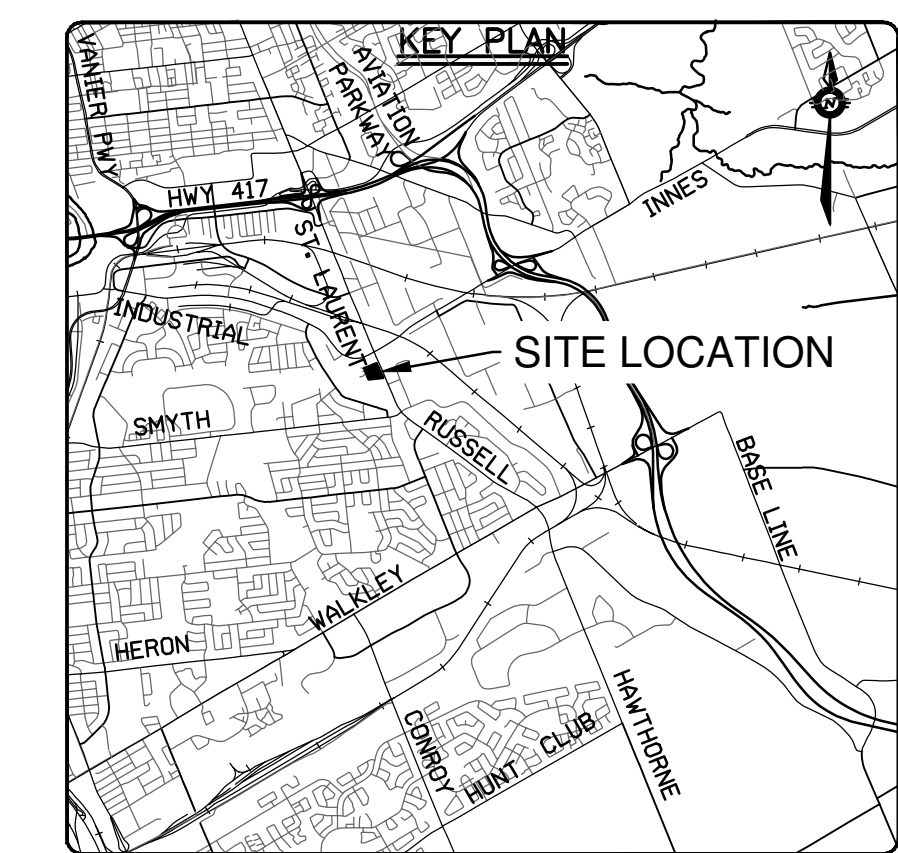 KEY PLAN
VANIER PWY
AVIATION
PARKWAY
N
HWY 417
INNES
ST. LAURENT
INDUSTRIAL
SITE LOCATION
SMYTH
RUSSELL
BASE LINE
WALKLEY
HERON
HAWTHORNE
CONROY
HUNT CLUB